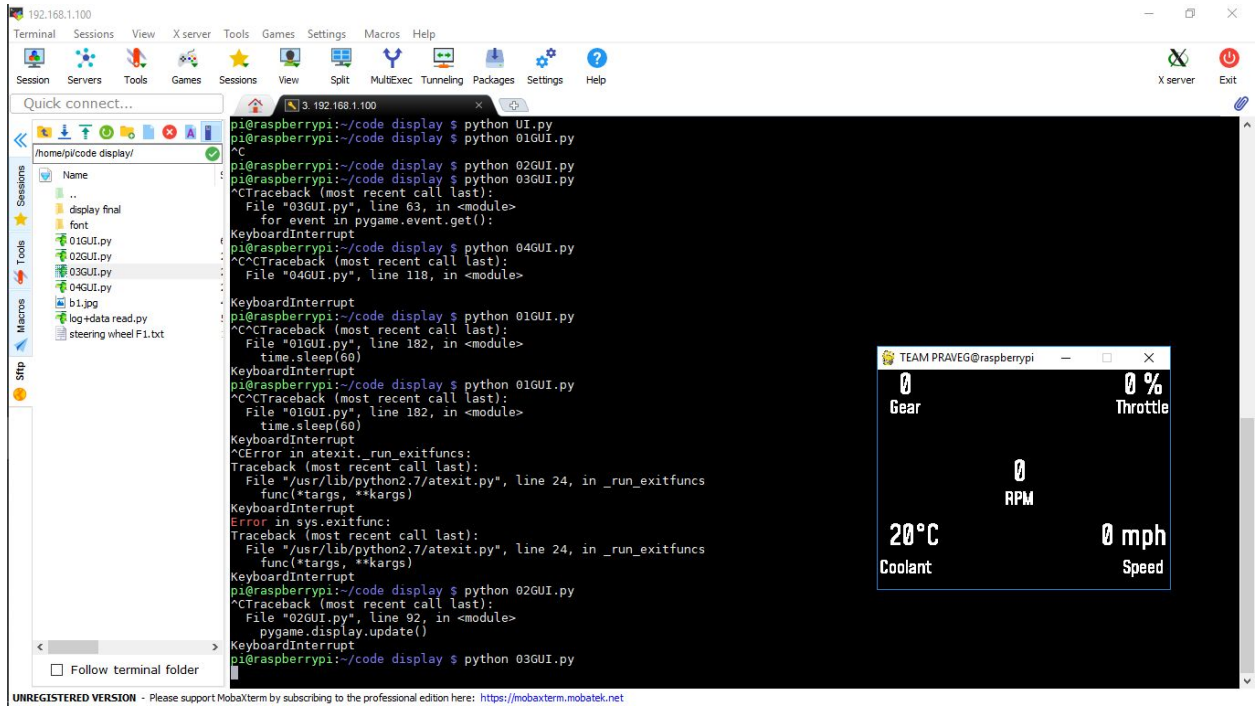 192.168.1.100
Terminal Sessions View X server Tools Games Settings Macros Help
Session Servers Tools Games Sessions View Split MultiExec Tunneling Packages Settings Help X server Exit
Quick connect...
3. 192.168.1.100
/home/pi/code display/
Name
..
display final
font
01GUI.py
02GUI.py
03GUI.py
04GUI.py
b1.jpg
log+data read.py
steering wheel F1.txt
Sessions
Tools
Macros
Sftp
Follow terminal folder
pi@raspberrypi:~/code display $ python UI.py
pi@raspberrypi:~/code display $ python 01GUI.py
^C
pi@raspberrypi:~/code display $ python 02GUI.py
pi@raspberrypi:~/code display $ python 03GUI.py
^CTraceback (most recent call last):
File "03GUI.py", line 63, in <module>
for event in pygame.event.get():
KeyboardInterrupt
pi@raspberrypi:~/code display $ python 04GUI.py
^C^CTraceback (most recent call last):
File "04GUI.py", line 118, in <module>
KeyboardInterrupt
pi@raspberrypi:~/code display $ python 01GUI.py
^C^CTraceback (most recent call last):
File "01GUI.py", line 182, in <module>
time.sleep(60)
KeyboardInterrupt
pi@raspberrypi:~/code display $ python 01GUI.py
^C^CTraceback (most recent call last):
File "01GUI.py", line 182, in <module>
time.sleep(60)
KeyboardInterrupt
^CError in atexit._run_exitfuncs:
Traceback (most recent call last):
File "/usr/lib/python2.7/atexit.py", line 24, in _run_exitfuncs
func(*targs, **kargs)
KeyboardInterrupt
Error in sys.exitfunc:
Traceback (most recent call last):
File "/usr/lib/python2.7/atexit.py", line 24, in _run_exitfuncs
func(*targs, **kargs)
KeyboardInterrupt
pi@raspberrypi:~/code display $ python 02GUI.py
^CTraceback (most recent call last):
File "02GUI.py", line 92, in <module>
pygame.display.update()
KeyboardInterrupt
pi@raspberrypi:~/code display $ python 03GUI.py
TEAM PRAVEG@raspberrypi
0 0 %
Gear Throttle
0
RPM
20°C 0 mph
Coolant Speed
UNREGISTERED VERSION - Please support MobaXterm by subscribing to the professional edition here: https://mobaxterm.mobatek.net